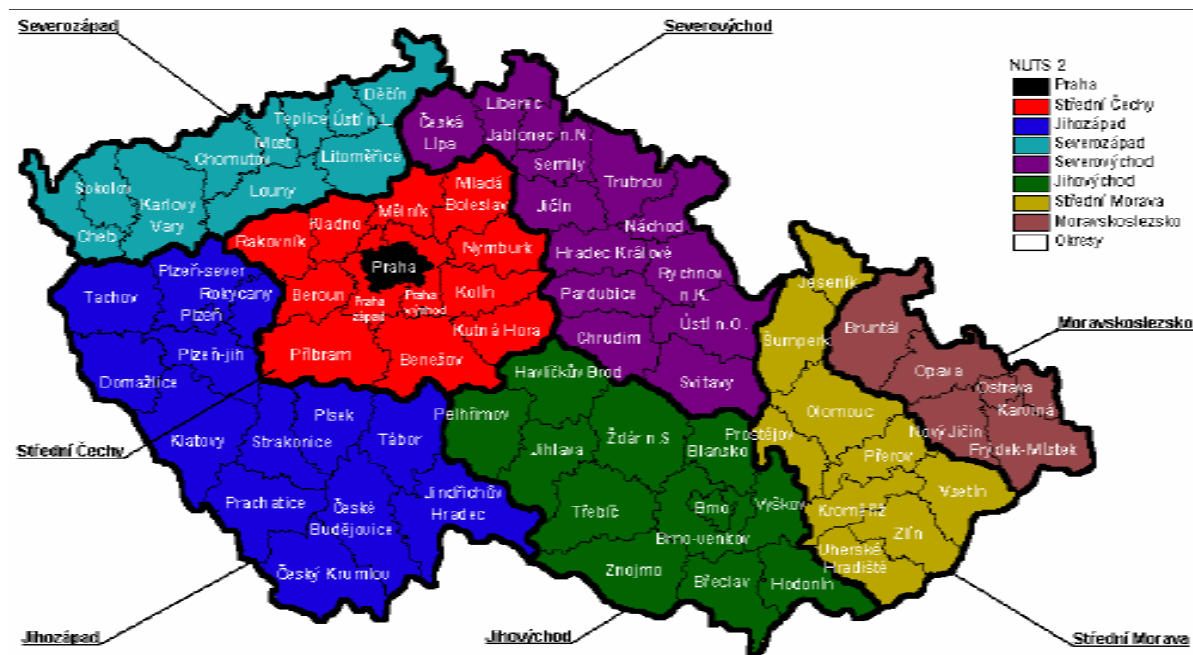 Severozápad
Severovýchod
NUTS 2
Praha
Střední Čechy
Jihozápad
Severozápad
Severovýchod
Jihovýchod
Střední Morava
Moravskoslezsko
Okresy
Děčín
Liberec
Teplice
Ústí n.L.
Česká
Lípa
Jablonec n.N
Most
Chomutov
Litoměřice
Semily
Trutnov
Sokolov
Louny
Mladá
Boleslav
Karlovy
Vary
Mělník
Jičín
Kladno
Náchod
Cheb
Rakovník
Nymburk
Hradec Králové
Praha
Plzeň-sever
Rychnov
n.K.
Jeseník
Tachov
Rokycany
Beroun
Kolín
Pardubice
Praha
západ
Praha
východ
Plzeň
Ústí n.O.
Bruntál
Moravskoslezsko
Kutná Hora
Chrudim
Šumperk
Plzeň-jih
Příbram
Benešov
Opava
Domažlice
Havlíčkův Brod
Svitavy
Ostrava
Karviná
Písek
Pelhřimov
Olomouc
Klatovy
Strakonice
Tábor
Žďár n.S
Prostějov
Nový Jičín
Střední Čechy
Jihlava
Blansko
Přerov
Frýdek-Místek
Prachatice
Jindřichův
Hradec
Vsetín
České
Budějovice
Třebíč
Brno
Vyškov
Kroměříž
Zlín
Brno-venkov
Uherské
Hradiště
Český Krumlov
Znojmo
Břeclav
Hodonín
Jihozápad
Jihovýchod
Střední Morava